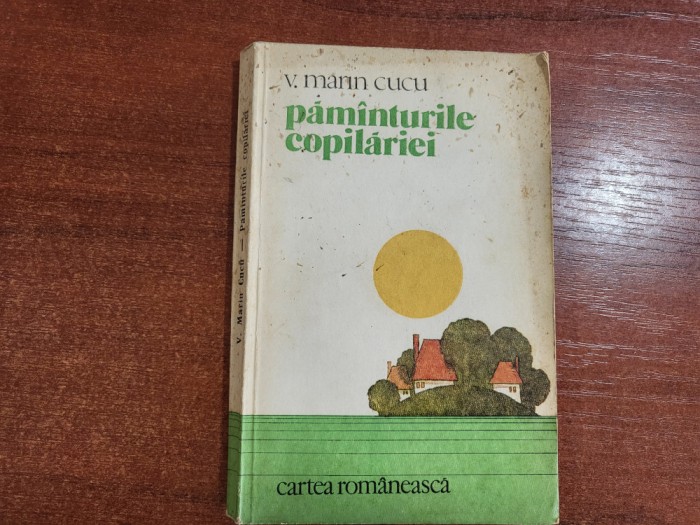 v. marin cucu
pămînturile
copilăriei
cartea românească
V. Marin Cucu — Pămînturile copilăriei